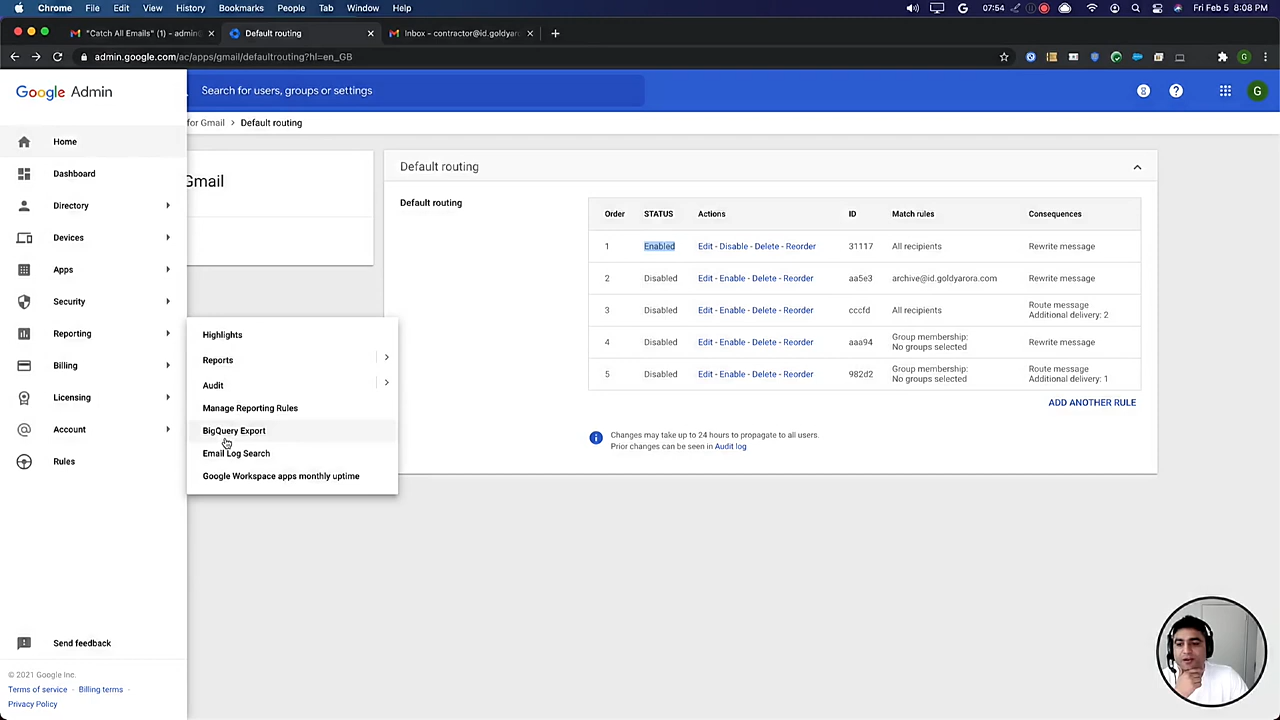 Chrome File Edit View History Bookmarks People Tab Window Help 07:54 Fri Feb 5 8:08 PM
"Catch All Emails" (1) - admin Default routing Inbox - contractor@id.goldyaro
admin.google.com/ac/apps/gmail/defaultrouting?hl=en_GB G
Google Admin Search for users, groups or settings G
for Gmail > Default routing
Home
Dashboard
Directory
Devices
Apps
Security
Reporting
Billing
Licensing
Account
Rules
Send feedback
© 2021 Google Inc.
Terms of service · Billing terms ·
Privacy Policy
Highlights
Reports
Audit
Manage Reporting Rules
BigQuery Export
Email Log Search
Google Workspace apps monthly uptime
Gmail
Default routing
Default routing
Order STATUS Actions ID Match rules Consequences
1 Enabled Edit - Disable - Delete - Reorder 31117 All recipients Rewrite message
2 Disabled Edit - Enable - Delete - Reorder aa5e3 archive@id.goldyarora.com Rewrite message
3 Disabled Edit - Enable - Delete - Reorder cccfd All recipients Route message
Additional delivery: 2
4 Disabled Edit - Enable - Delete - Reorder aaa94 Group membership: Rewrite message
No groups selected
5 Disabled Edit - Enable - Delete - Reorder 982d2 Group membership: Route message
No groups selected Additional delivery: 1
ADD ANOTHER RULE
Changes may take up to 24 hours to propagate to all users.
Prior changes can be seen in Audit log